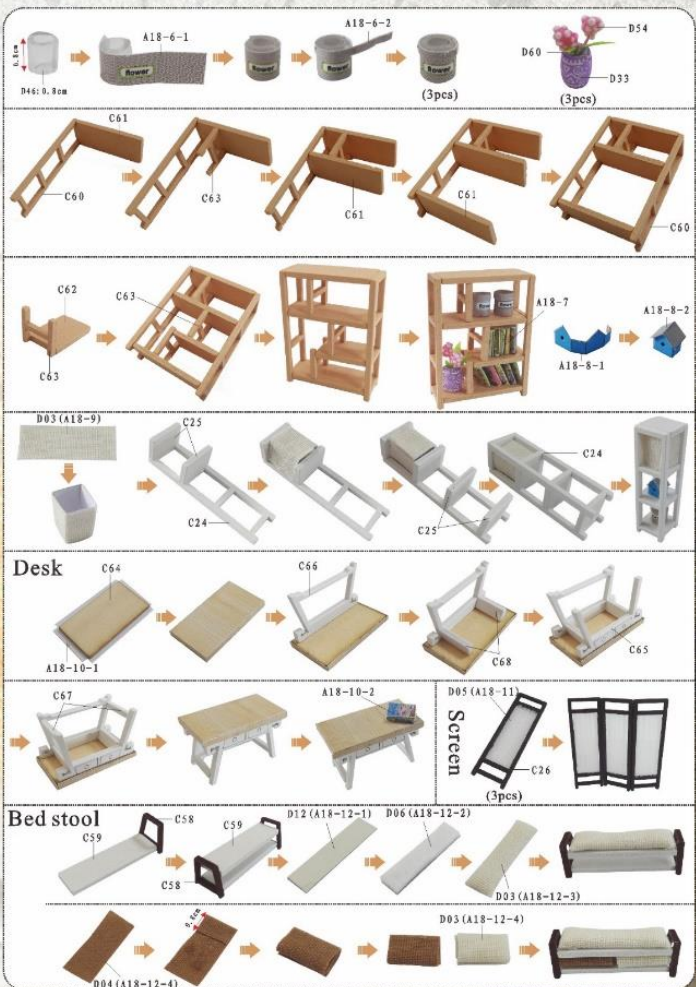 0.8cm
D46: 0.8cm
A18-6-1
flower
flower
A18-6-2
flower
flower
(3pcs)
D54
D60
D33
(3pcs)
C61
C60
C63
C61
C61
C60
C62
C63
C63
A18-7
A18-8-1
A18-8-2
D03(A18-9)
C25
C24
C25
C24
Desk
C64
A18-10-1
C66
C68
C65
C67
A18-10-2
Screen
D05(A18-11)
C26
(3pcs)
Bed stool
C59
C58
C59
C58
D12(A18-12-1)
D06(A18-12-2)
D03(A18-12-3)
D04(A18-12-4)
D03(A18-12-4)